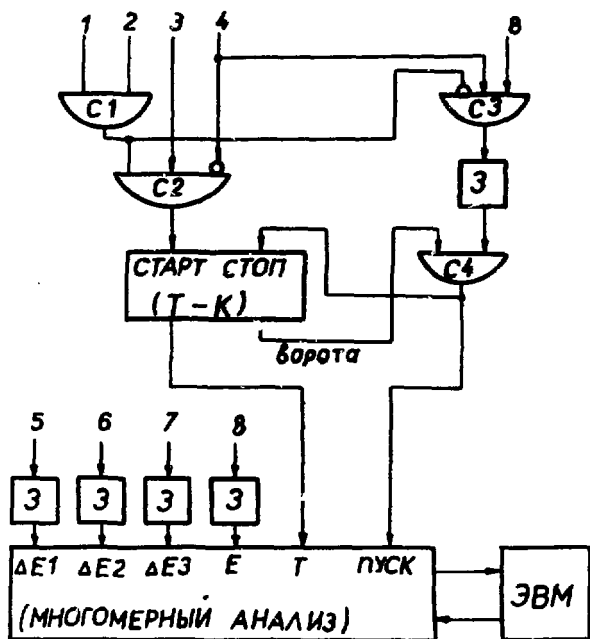 1 2 3 4 8
C1 C2 C3
3
C4
СТАРТ СТОП
(Т-К)
ворота
5 6 7 8
3 3 3 3
ΔE1 ΔE2 ΔE3 E T ПУСК
(МНОГОМЕРНЫЙ АНАЛИЗ)
ЭВМ